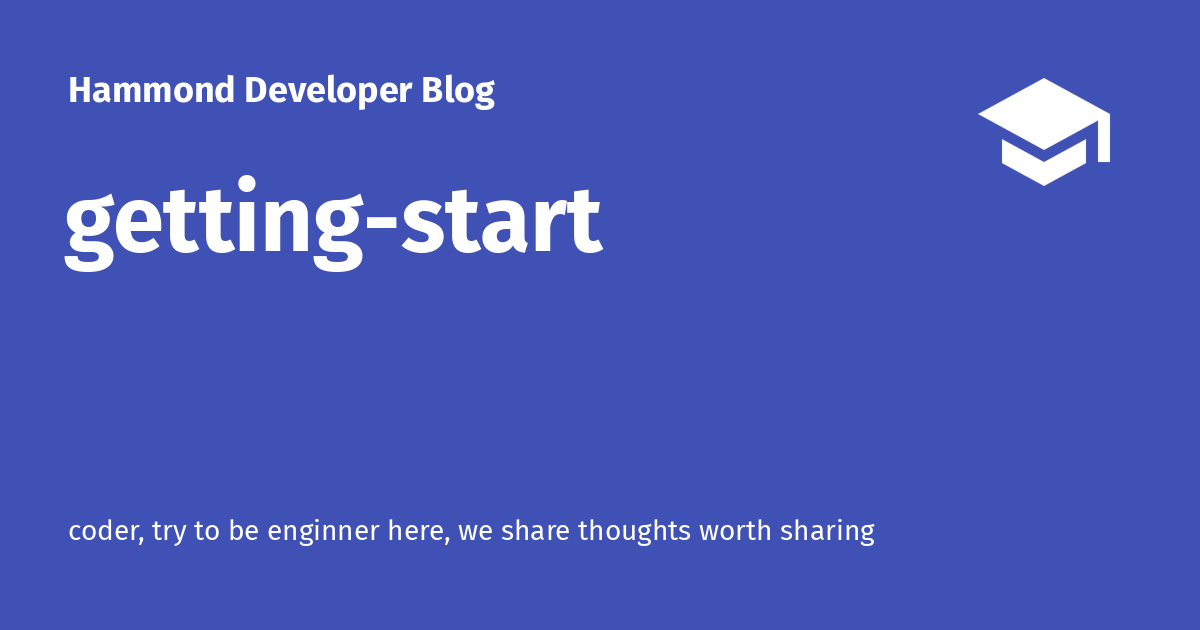 Hammond Developer Blog
getting-start
coder, try to be enginner here, we share thoughts worth sharing